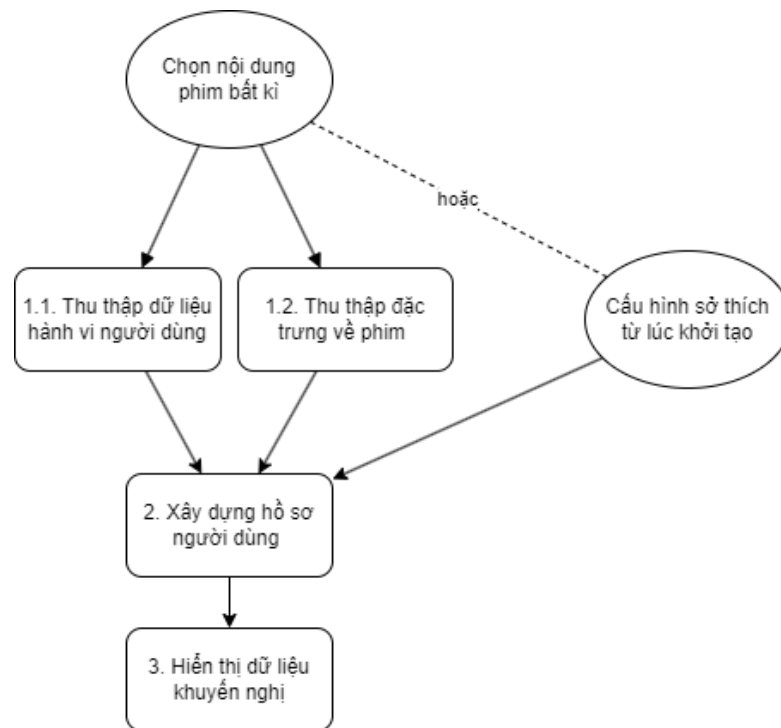 Chọn nội dung
phim bất kì
hoặc
1.1. Thu thập dữ liệu
hành vi người dùng
1.2. Thu thập đặc
trưng về phim
Cấu hình sở thích
từ lúc khởi tạo
2. Xây dựng hồ sơ
người dùng
3. Hiển thị dữ liệu
khuyến nghị